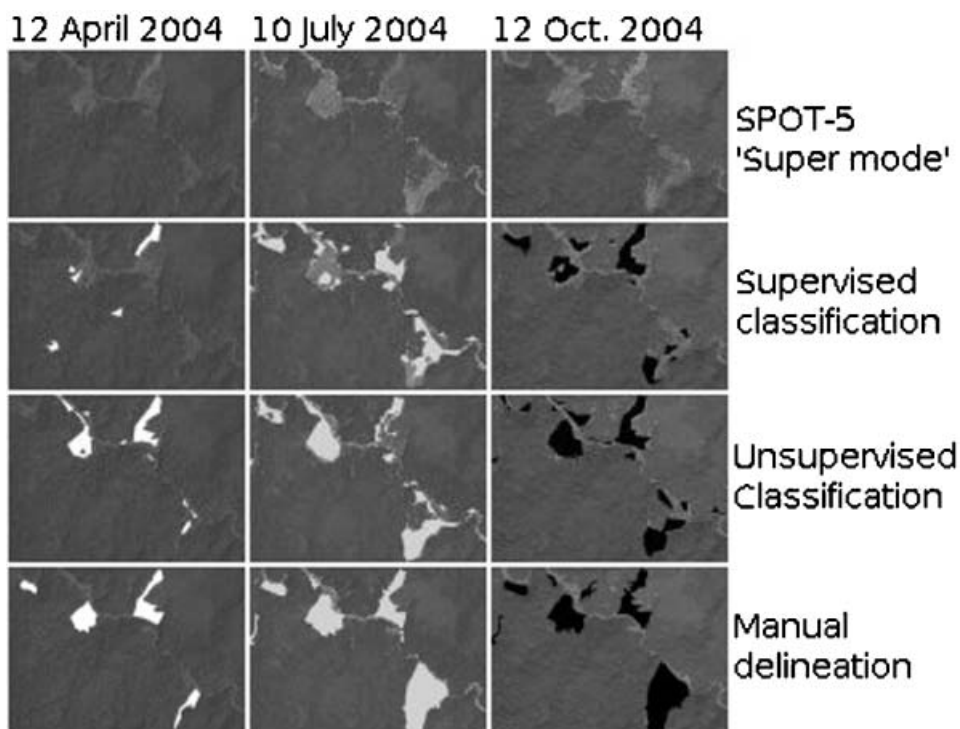 12 April 2004
10 July 2004
12 Oct. 2004
SPOT-5
'Super mode'
Supervised
classification
Unsupervised
Classification
Manual
delineation